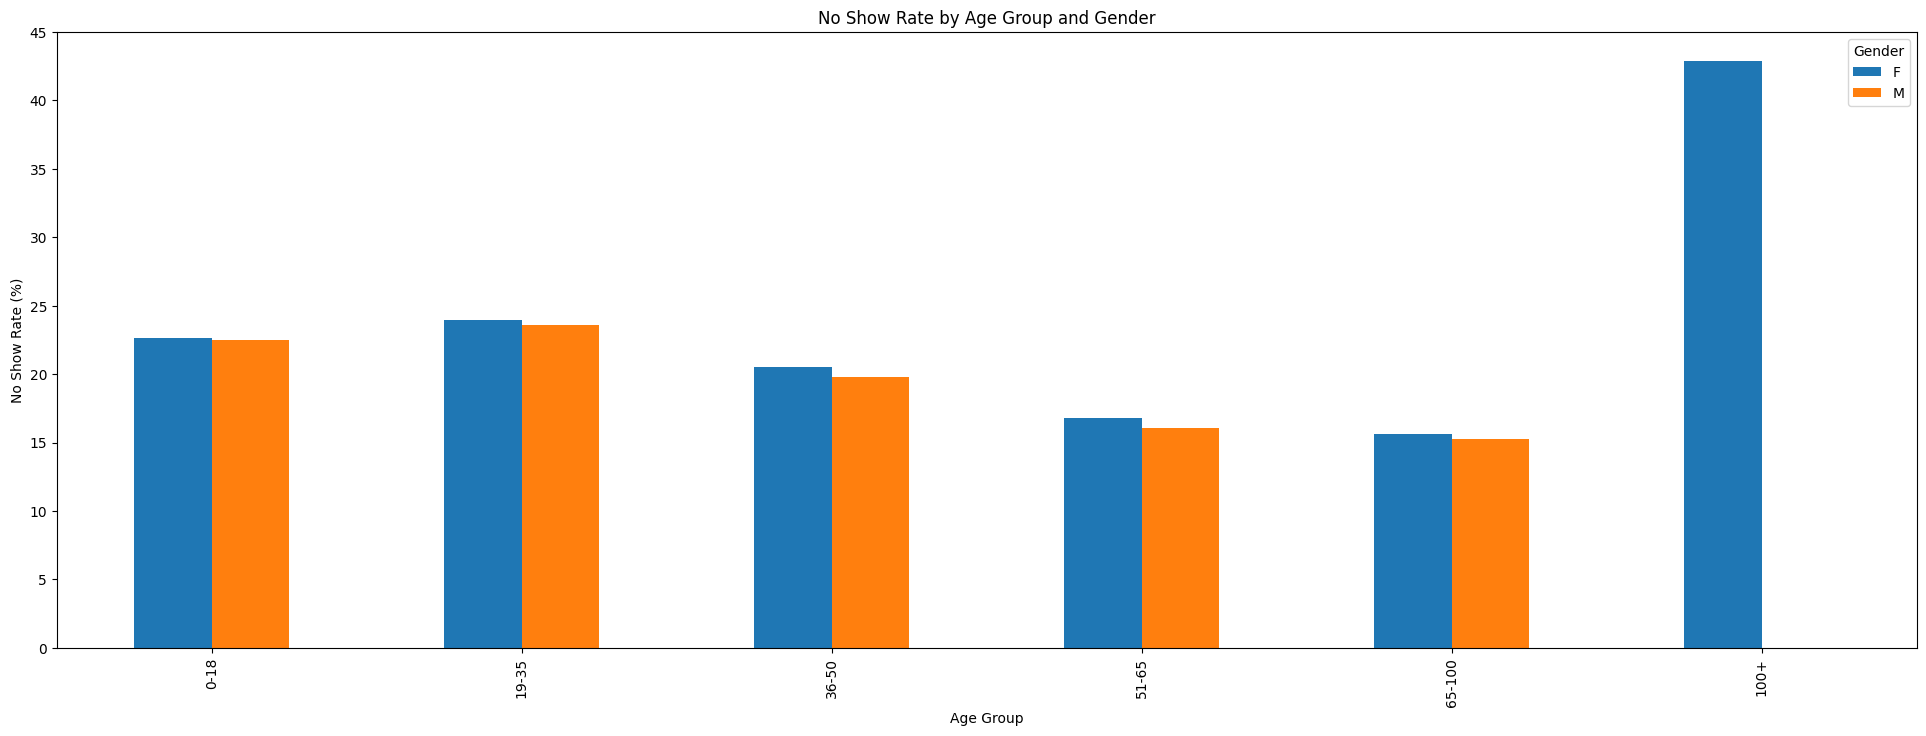 No Show Rate by Age Group and Gender
No Show Rate (%)
45
40
35
30
25
20
15
10
5
0
Gender
F
M
0-18
19-35
36-50
51-65
65-100
100+
Age Group